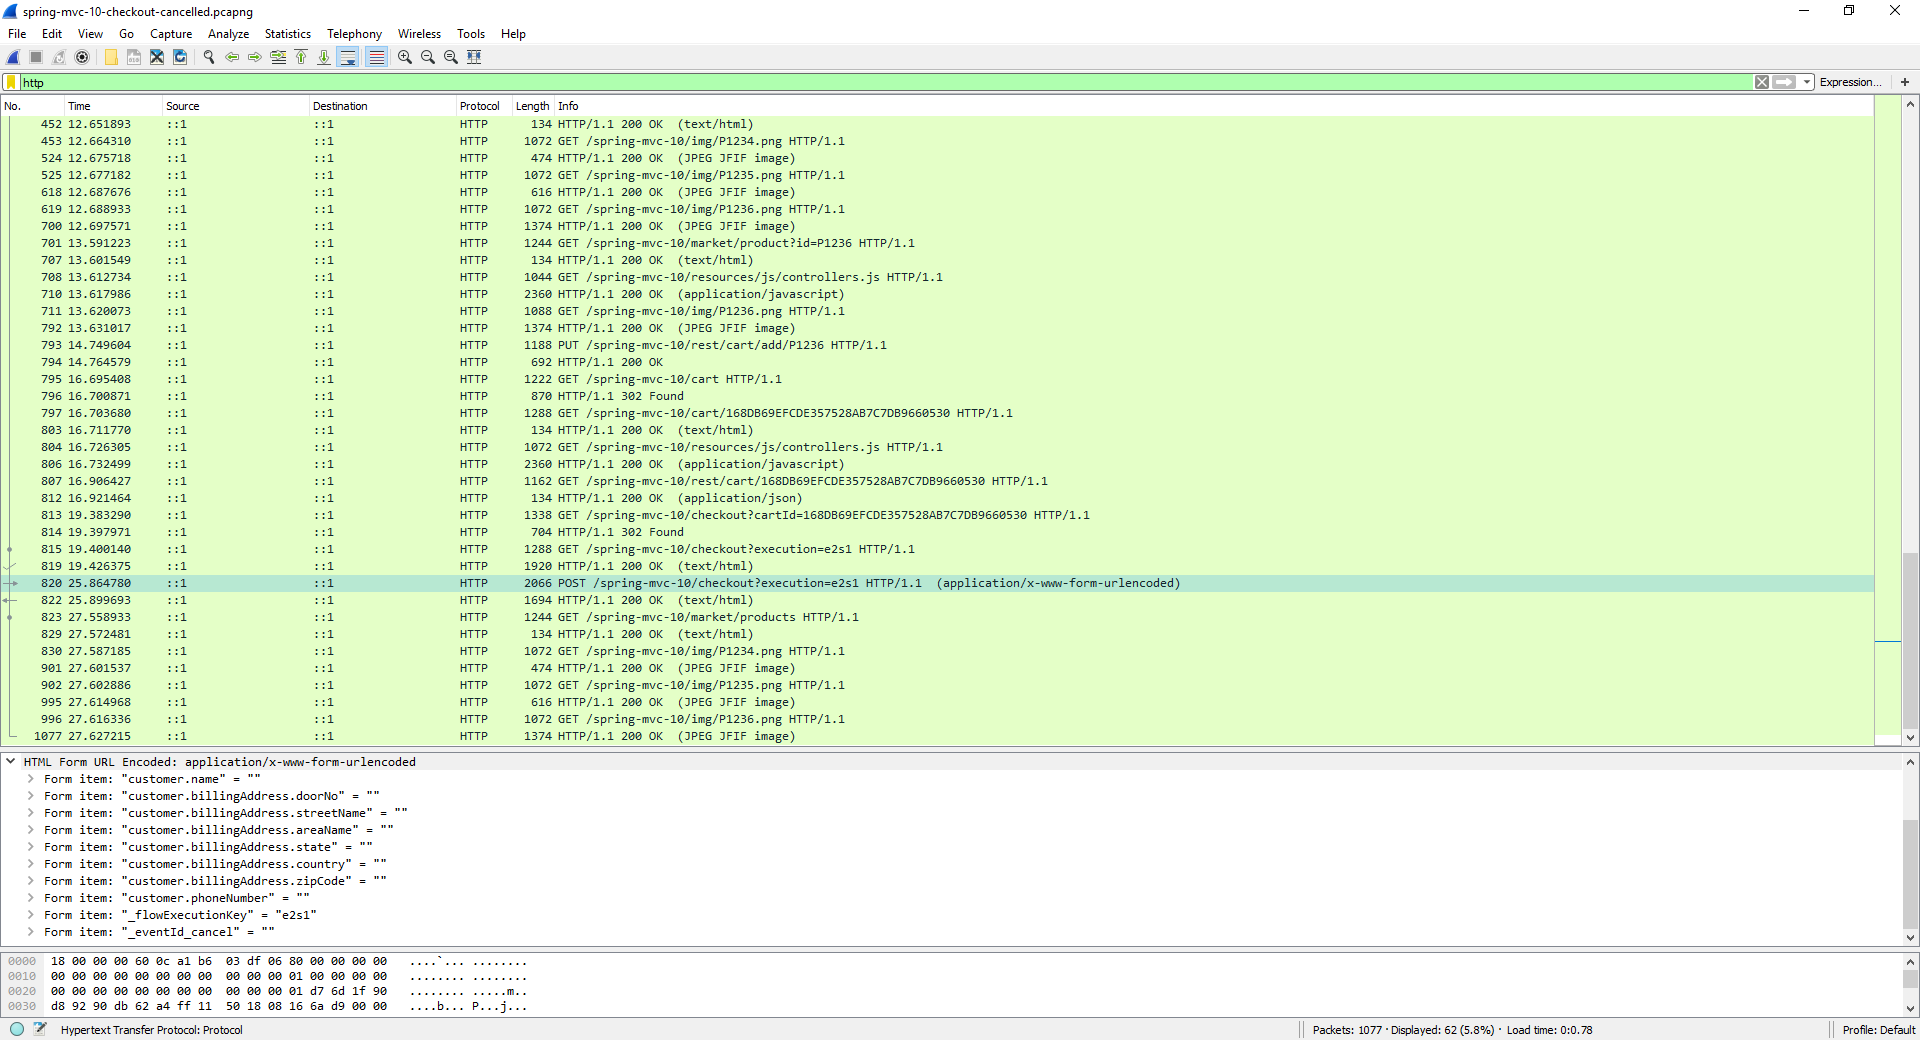 spring-mvc-10-checkout-cancelled.pcapng
File Edit View Go Capture Analyze Statistics Telephony Wireless Tools Help
http Expression... +
No. Time Source Destination Protocol Length Info
452 12.651893 ::1 ::1 HTTP 134 HTTP/1.1 200 OK (text/html)
453 12.664310 ::1 ::1 HTTP 1072 GET /spring-mvc-10/img/P1234.png HTTP/1.1
524 12.675718 ::1 ::1 HTTP 474 HTTP/1.1 200 OK (JPEG JFIF image)
525 12.677182 ::1 ::1 HTTP 1072 GET /spring-mvc-10/img/P1235.png HTTP/1.1
618 12.687676 ::1 ::1 HTTP 616 HTTP/1.1 200 OK (JPEG JFIF image)
619 12.688933 ::1 ::1 HTTP 1072 GET /spring-mvc-10/img/P1236.png HTTP/1.1
700 12.697571 ::1 ::1 HTTP 1374 HTTP/1.1 200 OK (JPEG JFIF image)
701 13.591223 ::1 ::1 HTTP 1244 GET /spring-mvc-10/market/product?id=P1236 HTTP/1.1
707 13.601549 ::1 ::1 HTTP 134 HTTP/1.1 200 OK (text/html)
708 13.612734 ::1 ::1 HTTP 1044 GET /spring-mvc-10/resources/js/controllers.js HTTP/1.1
710 13.617986 ::1 ::1 HTTP 2360 HTTP/1.1 200 OK (application/javascript)
711 13.620073 ::1 ::1 HTTP 1088 GET /spring-mvc-10/img/P1236.png HTTP/1.1
792 13.631017 ::1 ::1 HTTP 1374 HTTP/1.1 200 OK (JPEG JFIF image)
793 14.749604 ::1 ::1 HTTP 1188 PUT /spring-mvc-10/rest/cart/add/P1236 HTTP/1.1
794 14.764579 ::1 ::1 HTTP 692 HTTP/1.1 200 OK
795 16.695408 ::1 ::1 HTTP 1222 GET /spring-mvc-10/cart HTTP/1.1
796 16.700871 ::1 ::1 HTTP 870 HTTP/1.1 302 Found
797 16.703680 ::1 ::1 HTTP 1288 GET /spring-mvc-10/cart/168DB69EFCDE357528AB7C7DB9660530 HTTP/1.1
803 16.711770 ::1 ::1 HTTP 134 HTTP/1.1 200 OK (text/html)
804 16.726305 ::1 ::1 HTTP 1072 GET /spring-mvc-10/resources/js/controllers.js HTTP/1.1
806 16.732499 ::1 ::1 HTTP 2360 HTTP/1.1 200 OK (application/javascript)
807 16.906427 ::1 ::1 HTTP 1162 GET /spring-mvc-10/rest/cart/168DB69EFCDE357528AB7C7DB9660530 HTTP/1.1
812 16.921464 ::1 ::1 HTTP 134 HTTP/1.1 200 OK (application/json)
813 19.383290 ::1 ::1 HTTP 1338 GET /spring-mvc-10/checkout?cartId=168DB69EFCDE357528AB7C7DB9660530 HTTP/1.1
814 19.397971 ::1 ::1 HTTP 704 HTTP/1.1 302 Found
815 19.400140 ::1 ::1 HTTP 1288 GET /spring-mvc-10/checkout?execution=e2s1 HTTP/1.1
819 19.426375 ::1 ::1 HTTP 1920 HTTP/1.1 200 OK (text/html)
820 25.864780 ::1 ::1 HTTP 2066 POST /spring-mvc-10/checkout?execution=e2s1 HTTP/1.1 (application/x-www-form-urlencoded)
822 25.899693 ::1 ::1 HTTP 1694 HTTP/1.1 200 OK (text/html)
823 27.558933 ::1 ::1 HTTP 1244 GET /spring-mvc-10/market/products HTTP/1.1
829 27.572481 ::1 ::1 HTTP 134 HTTP/1.1 200 OK (text/html)
830 27.587185 ::1 ::1 HTTP 1072 GET /spring-mvc-10/img/P1234.png HTTP/1.1
901 27.601537 ::1 ::1 HTTP 474 HTTP/1.1 200 OK (JPEG JFIF image)
902 27.602886 ::1 ::1 HTTP 1072 GET /spring-mvc-10/img/P1235.png HTTP/1.1
995 27.614968 ::1 ::1 HTTP 616 HTTP/1.1 200 OK (JPEG JFIF image)
996 27.616336 ::1 ::1 HTTP 1072 GET /spring-mvc-10/img/P1236.png HTTP/1.1
1077 27.627215 ::1 ::1 HTTP 1374 HTTP/1.1 200 OK (JPEG JFIF image)
HTML Form URL Encoded: application/x-www-form-urlencoded
Form item: "customer.name" = ""
Form item: "customer.billingAddress.doorNo" = ""
Form item: "customer.billingAddress.streetName" = ""
Form item: "customer.billingAddress.areaName" = ""
Form item: "customer.billingAddress.state" = ""
Form item: "customer.billingAddress.country" = ""
Form item: "customer.billingAddress.zipCode" = ""
Form item: "customer.phoneNumber" = ""
Form item: "_flowExecutionKey" = "e2s1"
Form item: "_eventId_cancel" = ""
0000 18 00 00 00 60 0c a1 b6 03 df 06 80 00 00 00 00 ....`... ........
0010 00 00 00 00 00 00 00 00 00 00 00 01 00 00 00 00 ........ ........
0020 00 00 00 00 00 00 00 00 00 00 00 01 d7 6d 1f 90 ........ .....m..
0030 d8 92 90 db 62 a4 ff 11 50 18 08 16 6a d9 00 00 ....b... P...j...
Hypertext Transfer Protocol: Protocol Packets: 1077 · Displayed: 62 (5.8%) · Load time: 0:0.78 Profile: Default